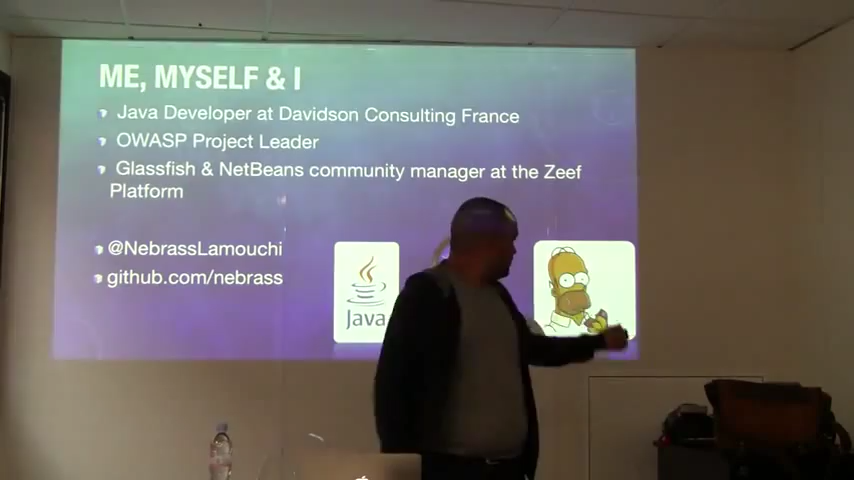 ME, MYSELF & I
Java Developer at Davidson Consulting France
OWASP Project Leader
Glassfish & NetBeans community manager at the Zeef
Platform
@NebrassLamouchi
github.com/nebrass
Java